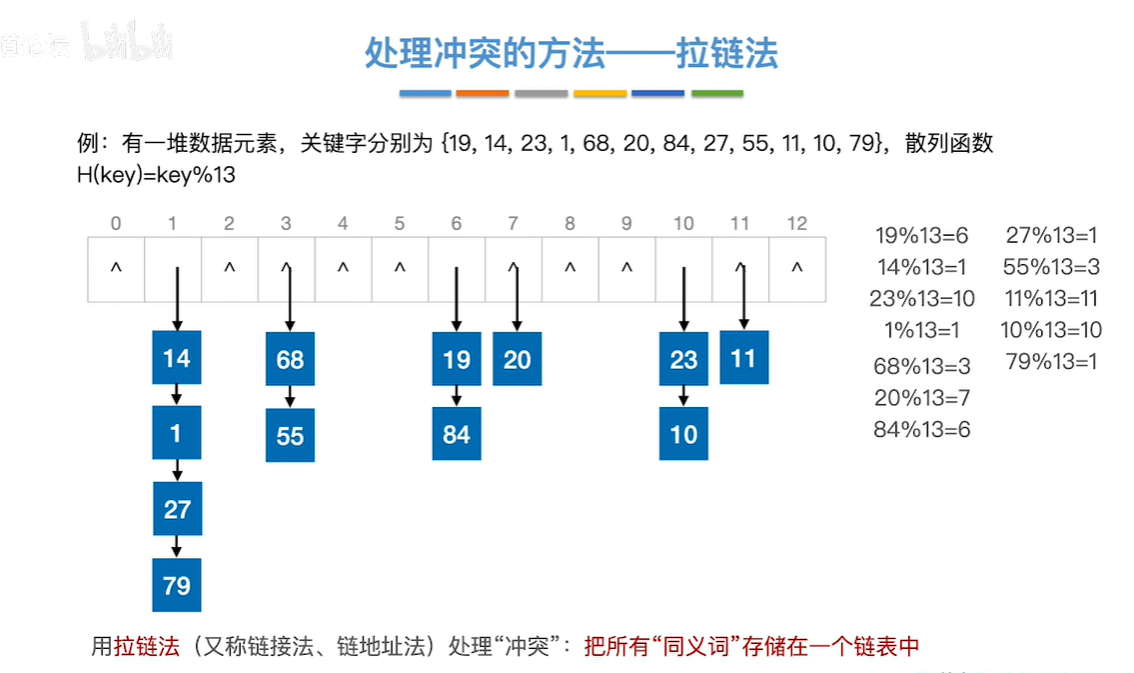 bilibili
处理冲突的方法——拉链法
例：有一堆数据元素，关键字分别为 {19, 14, 23, 1, 68, 20, 84, 27, 55, 11, 10, 79}，散列函数
H(key)=key%13
0 1 2 3 4 5 6 7 8 9 10 11 12
^ ^ ^ ^ ^ ^ ^ ^ ^ ^
19%13=6 27%13=1
14%13=1 55%13=3
23%13=10 11%13=11
1%13=1 10%13=10
68%13=3 79%13=1
20%13=7
84%13=6
14 68 19 20 23 11
1 55 84 10
27
79
用拉链法（又称链接法、链地址法）处理“冲突”：把所有“同义词”存储在一个链表中